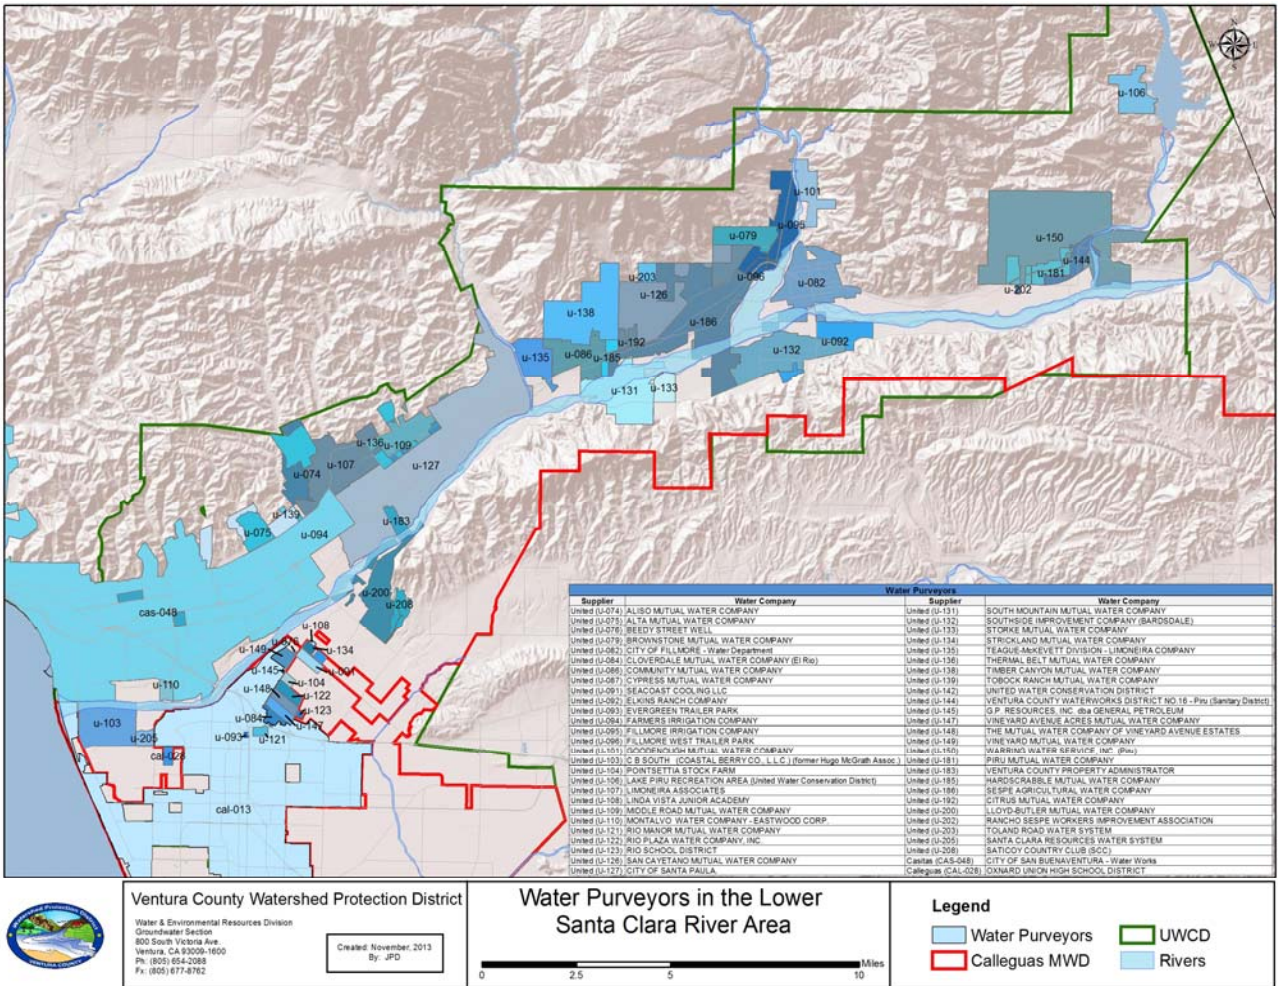 N
W
S
u-106
u-101
u-095
u-079
u-150
u-144
u-203
u-096
u-181
u-126
u-082
u-202
u-138
u-186
u-192
u-092
u-135
u-086
u-185
u-132
u-131
u-133
u-136
u-109
u-107
u-127
u-074
u-139
u-183
u-075
u-094
u-200
u-208
cas-048
u-108
u-149
u-134
u-145
u-110
u-104
u-148
u-122
u-103
u-084
u-123
u-205
u-093
u-121
u-147
cal-028
cal-013
Water Purveyors
Supplier Water Company Supplier Water Company
United (U-074) ALISO MUTUAL WATER COMPANY United (U-131) SOUTH MOUNTAIN MUTUAL WATER COMPANY
United (U-075) ALTA MUTUAL WATER COMPANY United (U-132) SOUTHSIDE IMPROVEMENT COMPANY (BARDSDALE)
United (U-076) BEEDY STREET WELL United (U-133) STORKE MUTUAL WATER COMPANY
United (U-079) BROWNSTONE MUTUAL WATER COMPANY United (U-134) STRICKLAND MUTUAL WATER COMPANY
United (U-082) CITY OF FILLMORE - Water Department United (U-135) TEAGUE-McKEVETT DIVISION - LIMONEIRA COMPANY
United (U-084) CLOVERDALE MUTUAL WATER COMPANY (El Rio) United (U-136) THERMAL BELT MUTUAL WATER COMPANY
United (U-086) COMMUNITY MUTUAL WATER COMPANY United (U-138) TIMBER CANYON MUTUAL WATER COMPANY
United (U-087) CYPRESS MUTUAL WATER COMPANY United (U-139) TOBOCK RANCH MUTUAL WATER COMPANY
United (U-091) SEACOAST COOLING LLC United (U-142) UNITED WATER CONSERVATION DISTRICT
United (U-092) ELKINS RANCH COMPANY United (U-144) VENTURA COUNTY WATERWORKS DISTRICT NO.16 - Piru (Sanitary District)
United (U-093) EVERGREEN TRAILER PARK United (U-145) G.P. RESOURCES, INC. dba GENERAL PETROLEUM
United (U-094) FARMERS IRRIGATION COMPANY United (U-147) VINEYARD AVENUE ACRES MUTUAL WATER COMPANY
United (U-095) FILLMORE IRRIGATION COMPANY United (U-148) THE MUTUAL WATER COMPANY OF VINEYARD AVENUE ESTATES
United (U-096) FILLMORE WEST TRAILER PARK United (U-149) VINEYARD MUTUAL WATER COMPANY
United (U-101) GOODENOUGH MUTUAL WATER COMPANY United (U-150) WARRING WATER SERVICE, INC. (Piru)
United (U-103) C B SOUTH (COASTAL BERRY CO., L.L.C.) (former Hugo McGrath Assoc.) United (U-181) PIRU MUTUAL WATER COMPANY
United (U-104) POINTSETTIA STOCK FARM United (U-183) VENTURA COUNTY PROPERTY ADMINISTRATOR
United (U-106) LAKE PIRU RECREATION AREA (United Water Conservation District) United (U-185) HARDSCRABBLE MUTUAL WATER COMPANY
United (U-107) LIMONEIRA ASSOCIATES United (U-186) SESPE AGRICULTURAL WATER COMPANY
United (U-108) LINDA VISTA JUNIOR ACADEMY United (U-192) CITRUS MUTUAL WATER COMPANY
United (U-109) MIDDLE ROAD MUTUAL WATER COMPANY United (U-200) LLOYD-BUTLER MUTUAL WATER COMPANY
United (U-110) MONTALVO WATER COMPANY - EASTWOOD CORP. United (U-202) RANCHO SESPE WORKERS IMPROVEMENT ASSOCIATION
United (U-121) RIO MANOR MUTUAL WATER COMPANY United (U-203) TOLAND ROAD WATER SYSTEM
United (U-122) RIO PLAZA WATER COMPANY, INC. United (U-205) SANTA CLARA RESOURCES WATER SYSTEM
United (U-123) RIO SCHOOL DISTRICT United (U-208) SATICOY COUNTRY CLUB (SCC)
United (U-126) SAN CAYETANO MUTUAL WATER COMPANY Casitas (CAS-048) CITY OF SAN BUENAVENTURA - Water Works
United (U-127) CITY OF SANTA PAULA Calleguas (CAL-028) OXNARD UNION HIGH SCHOOL DISTRICT
Watershed Protection District
VENTURA COUNTY
Ventura County Watershed Protection District
Water & Environmental Resources Division
Groundwater Section
800 South Victoria Ave.
Ventura, CA 93009-1600
Ph: (805) 654-2088
Fx: (805) 677-8762
Created: November, 2013
By: JPD
Water Purveyors in the Lower
Santa Clara River Area
0 2.5 5 10 Miles
Legend
Water Purveyors
UWCD
Calleguas MWD
Rivers